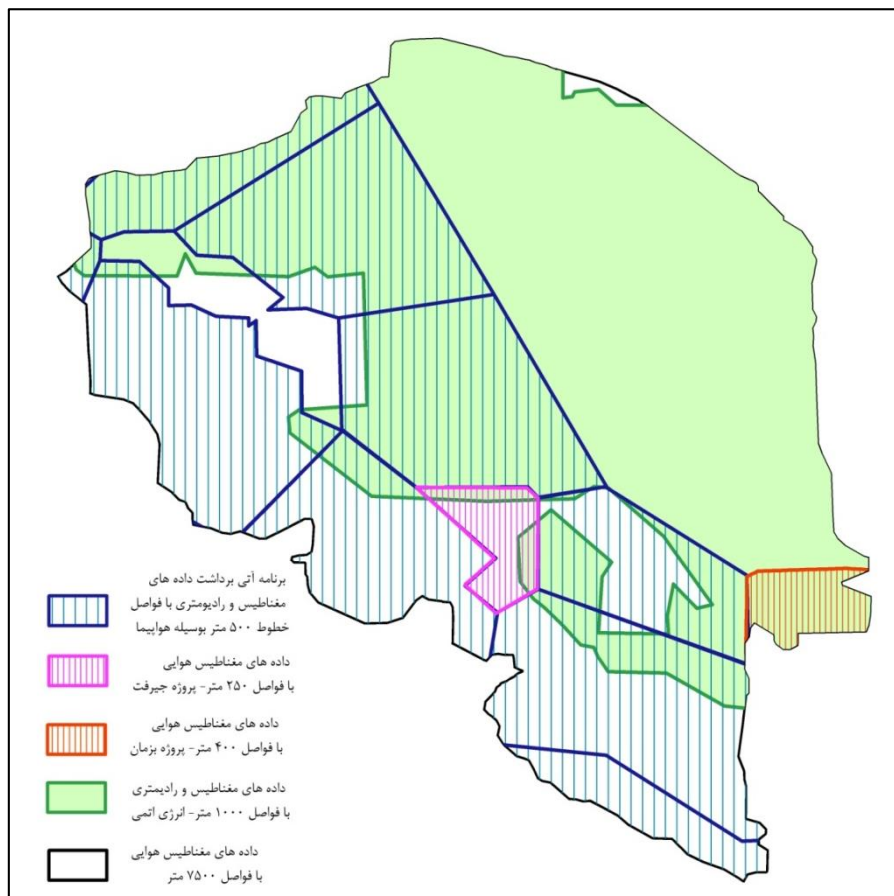 برنامه آتی برداشت داده های
مغناطیس و رادیومتری با فواصل
خطوط ۵۰۰ متر بوسیله هواپیما
داده های مغناطیس هوایی
با فواصل ۲۵۰ متر- پروژه جیرفت
داده های مغناطیس هوایی
با فواصل ۴۰۰ متر- پروژه بزمان
داده های مغناطیس و رادیمتری
با فواصل ۱۰۰۰ متر- انرژی اتمی
داده های مغناطیس هوایی
با فواصل ۷۵۰۰ متر